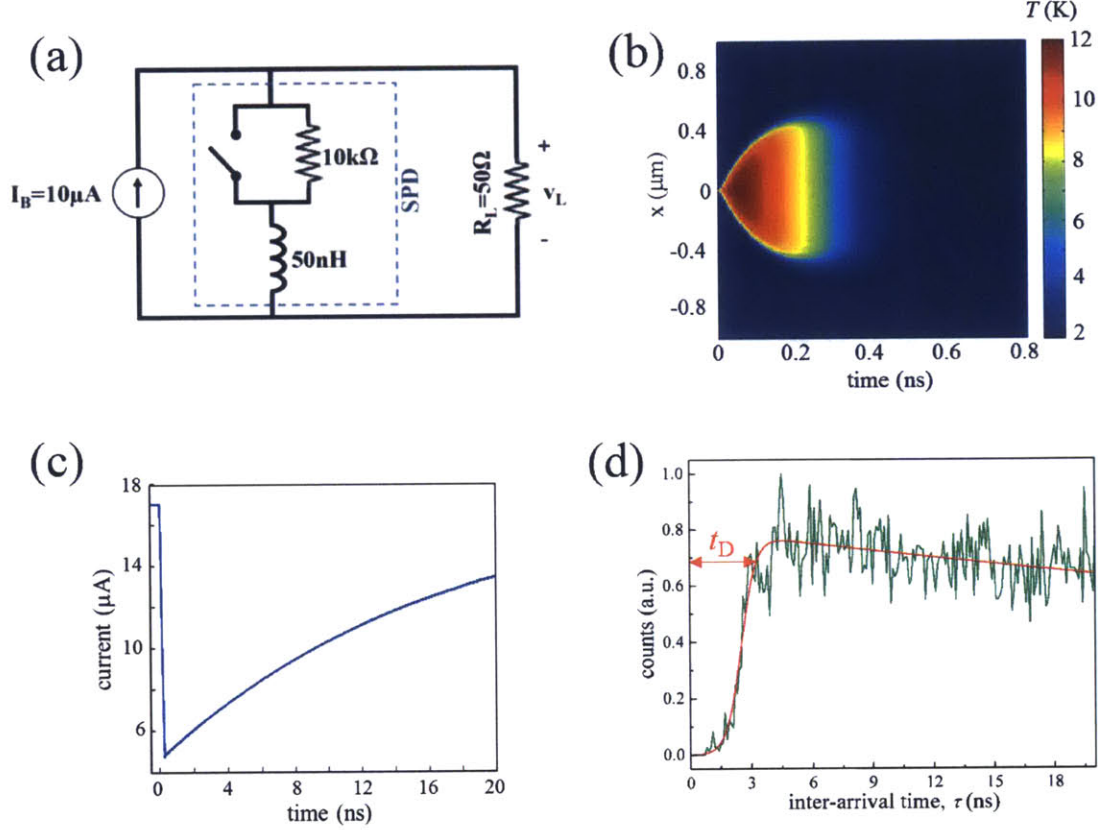 (a)
I_B=10μA
10kΩ
50nH
SPD
R_L=50Ω
+
v_L
-
(b)
T (K)
12
10
8
6
4
2
0.8
0.4
0
-0.4
-0.8
x (μm)
0 0.2 0.4 0.6 0.8
time (ns)
(c)
18
14
10
6
current (μA)
0 4 8 12 16 20
time (ns)
(d)
1.0
0.8
0.6
0.4
0.2
0.0
t_D
counts (a.u.)
0 3 6 9 12 15 18
inter-arrival time, τ (ns)